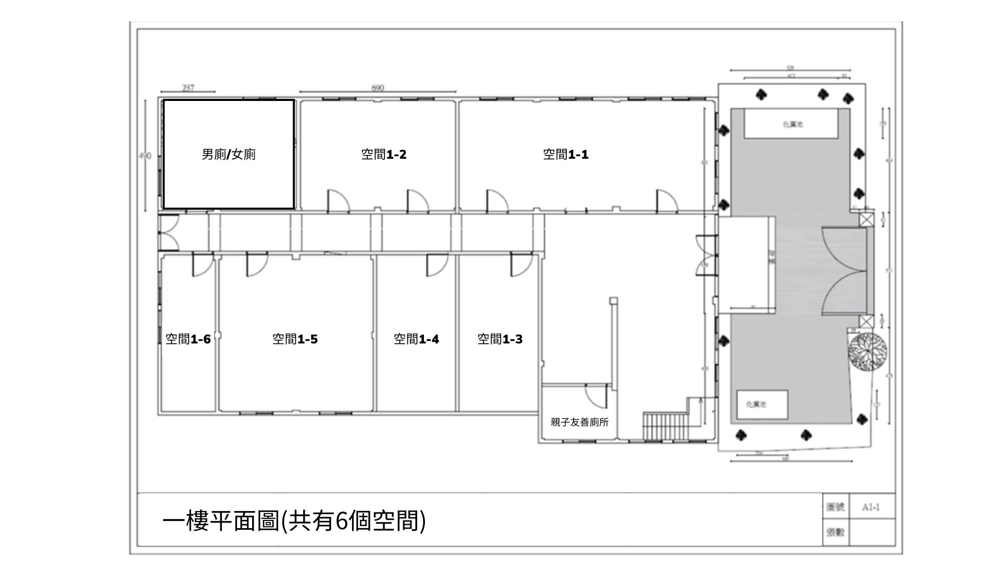 529
237
690
化糞池
490
男廁/女廁
空間1-2
空間1-1
空間1-6
空間1-5
空間1-4
空間1-3
化糞池
親子友善廁所
一樓平面圖(共有6個空間)
圖號
A1-1
張數